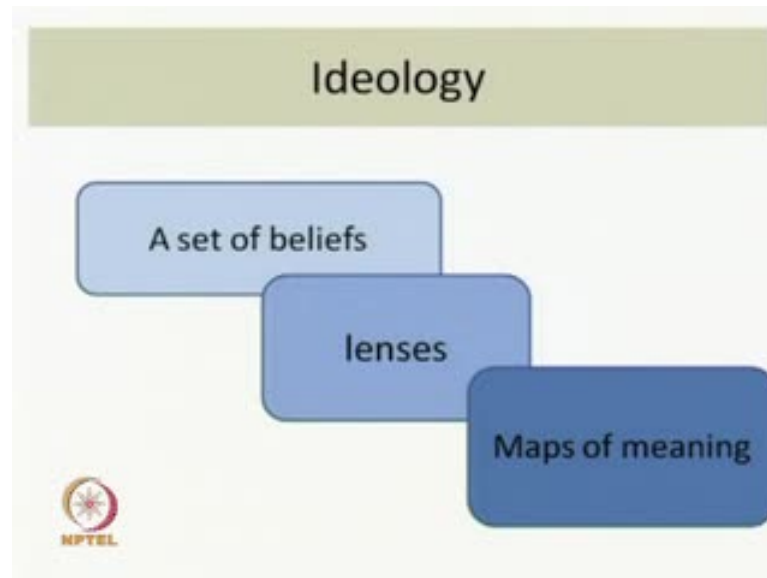 Ideology
A set of beliefs
lenses
Maps of meaning
NPTEL